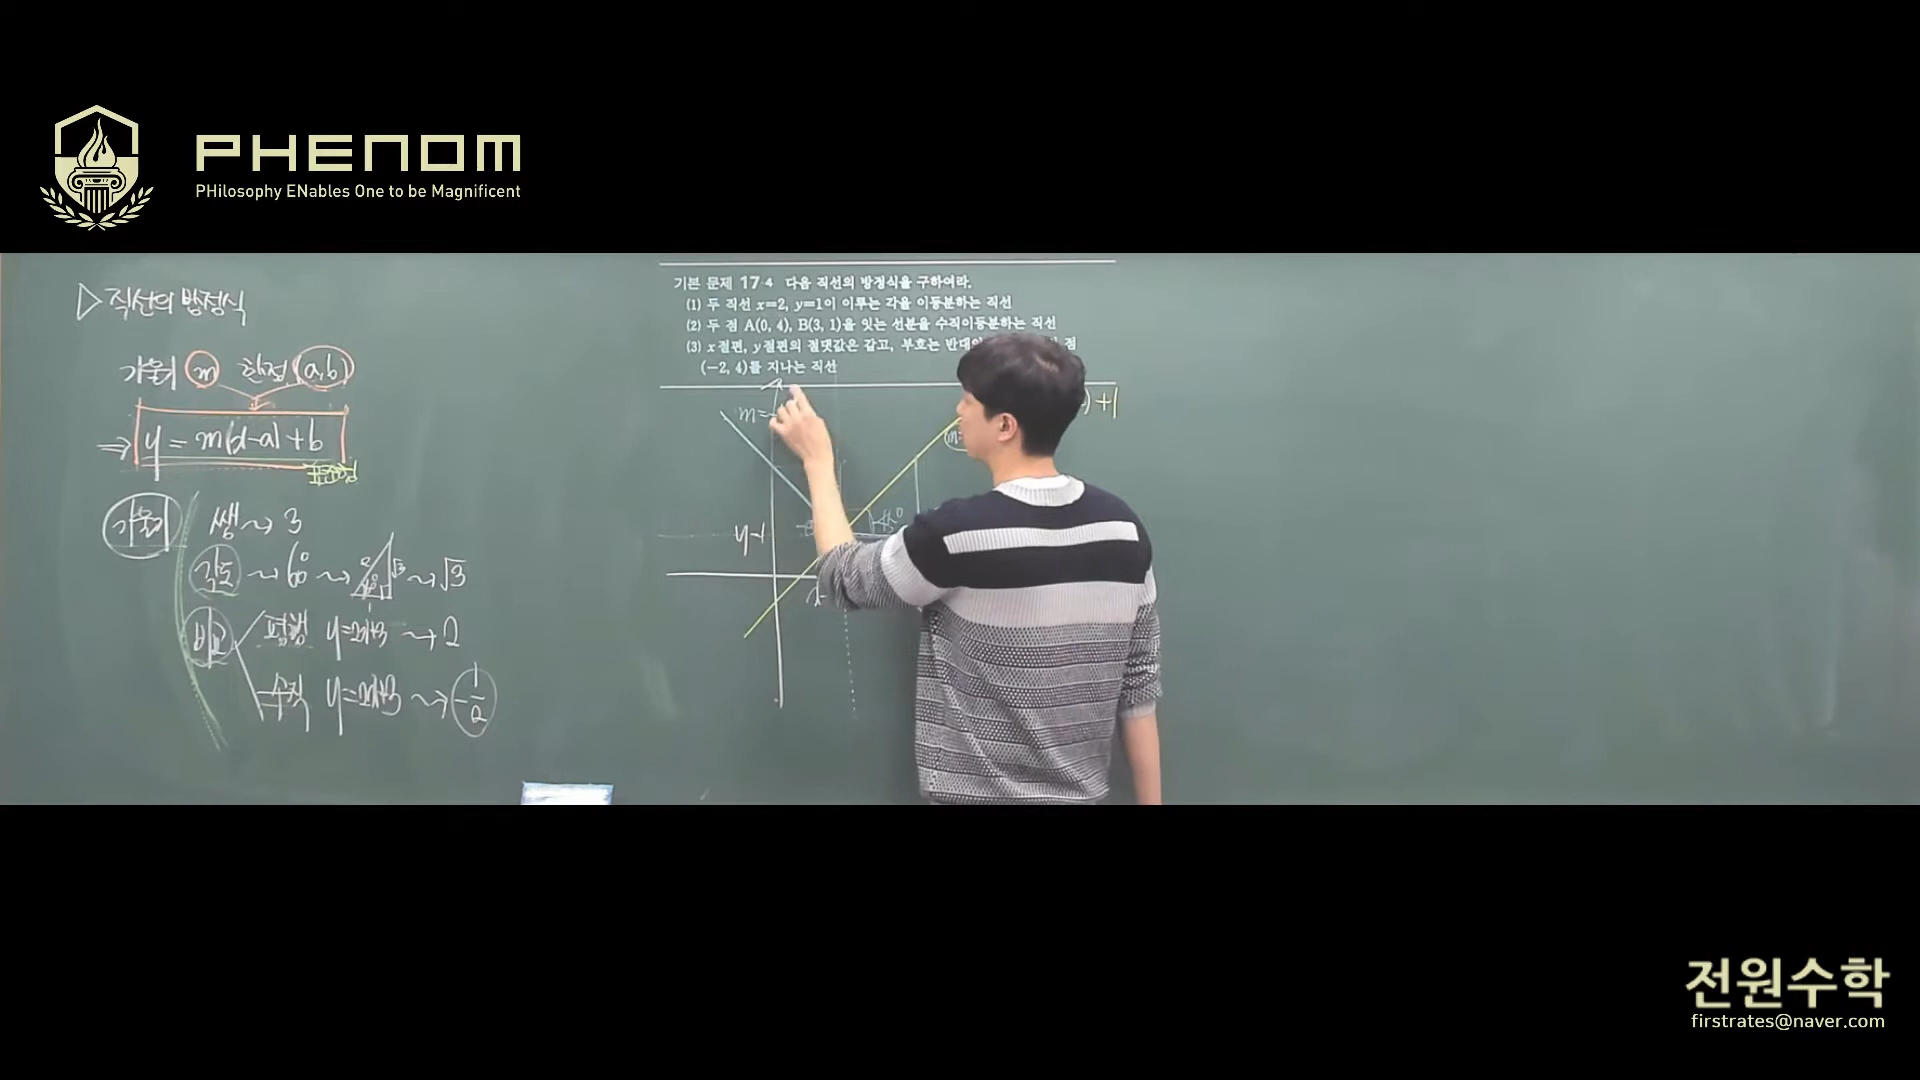 PHENOM
PHilosophy ENables One to be Magnificent
▷직선의 방정식
기울기 m 한점 (a,b)
⇒ y = m(x-a)+b
기울기 쌩 ~ 3
각도 ~ 60° ~ √3 ~ √3
비교 평행 y=2x+3 ~ 2
수직 y=2x+3 ~ -1/2
기본 문제 17·4 다음 직선의 방정식을 구하여라.
(1) 두 직선 x=2, y=1이 이루는 각을 이등분하는 직선
(2) 두 점 A(0, 4), B(3, 1)을 잇는 선분을 수직이등분하는 직선
(3) x절편, y절편의 절댓값은 같고, 부호는 반대 점
(-2, 4)를 지나는 직선
m=
)+1
m=
45°
y=1
전원수학
firstrates@naver.com